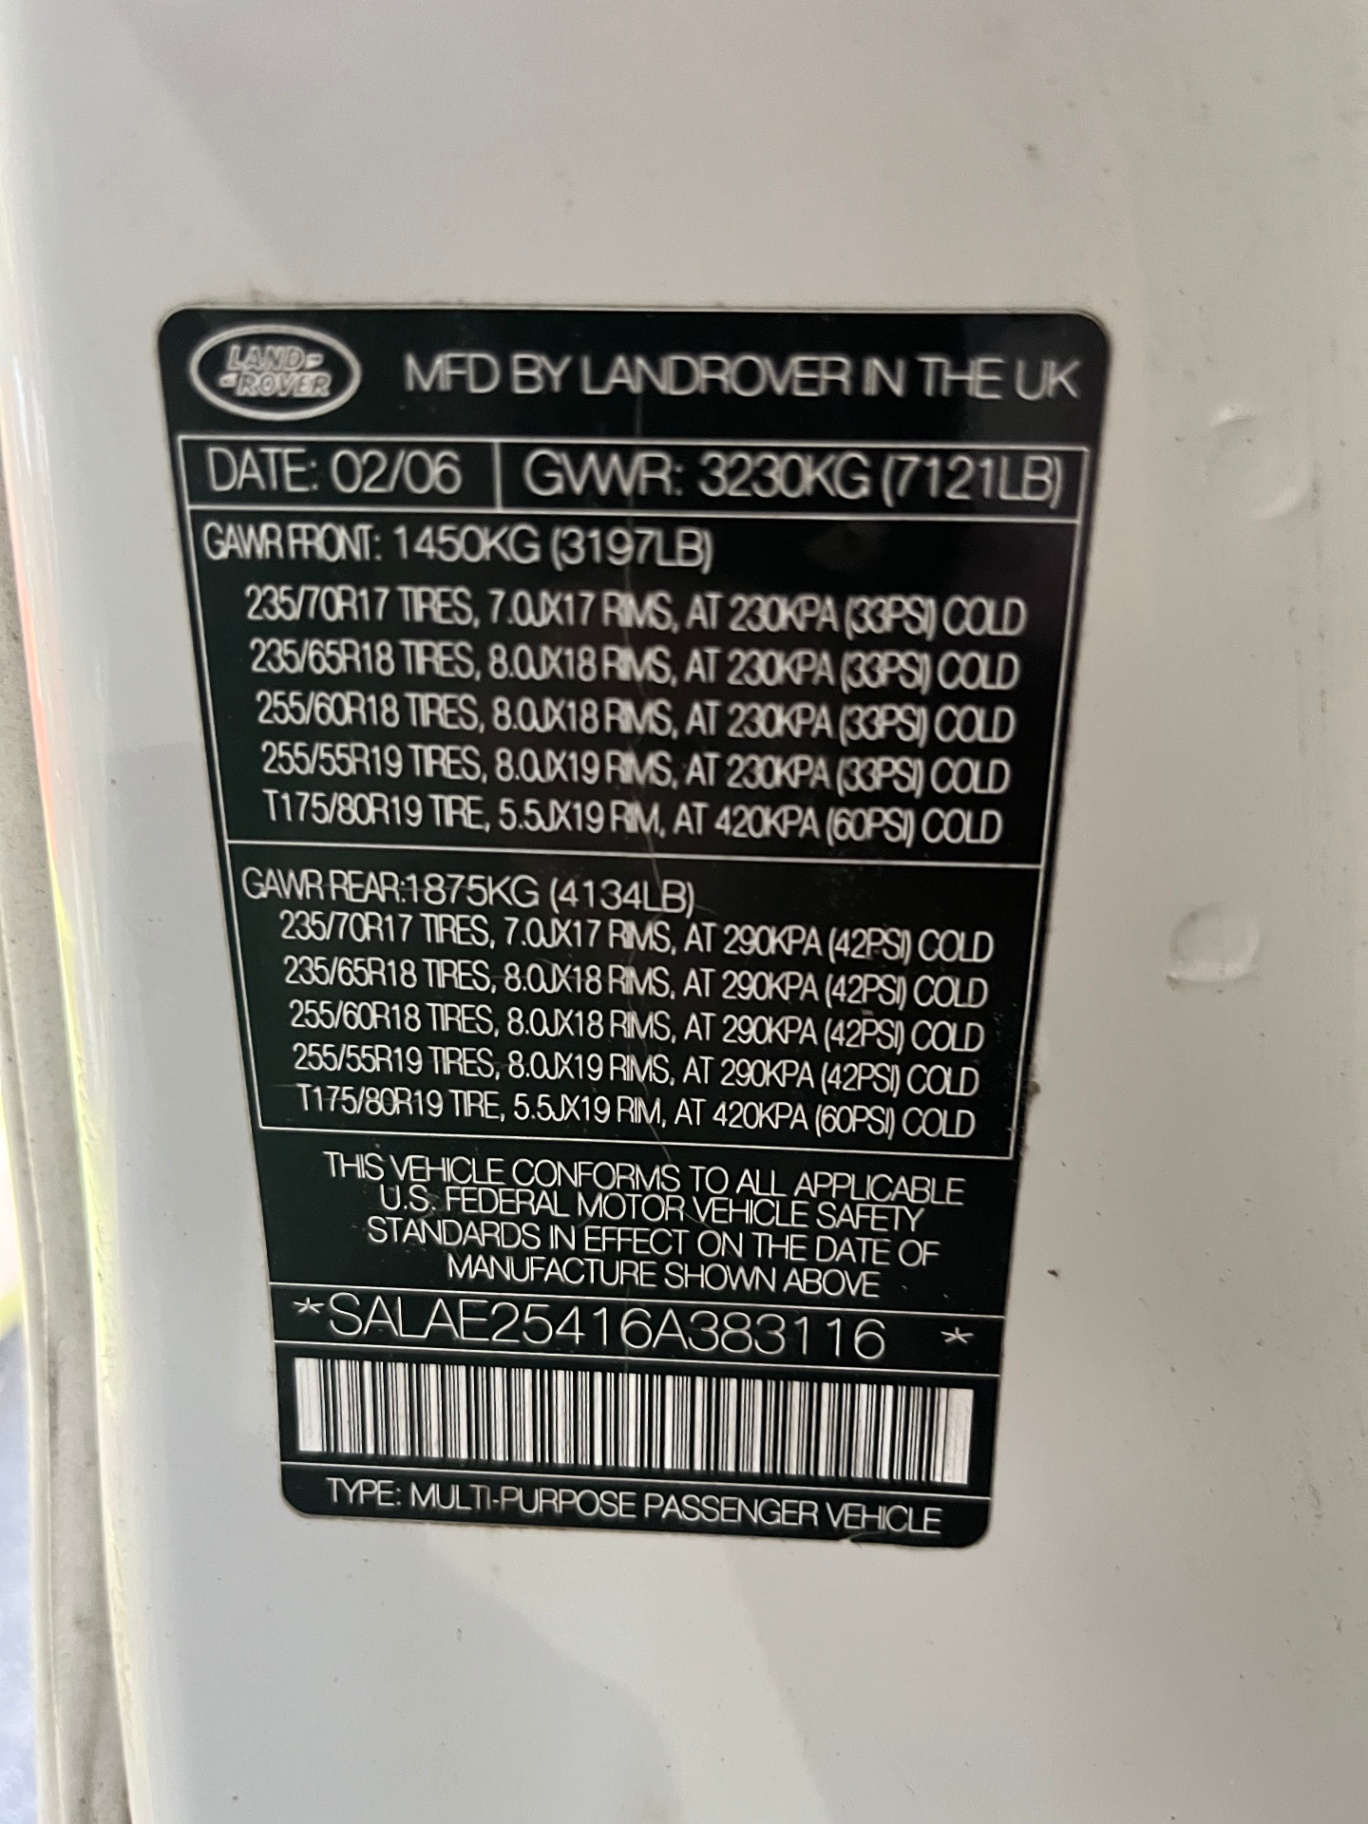 LAND-
-ROVER
MFD BY LANDROVER IN THE UK
DATE: 02/06
GVWR: 3230KG (7121LB)
GAWR FRONT: 1450KG (3197LB)
235/70R17 TIRES, 7.0JX17 RIMS, AT 230KPA (33PSI) COLD
235/65R18 TIRES, 8.0JX18 RIMS, AT 230KPA (33PSI) COLD
255/60R18 TIRES, 8.0JX18 RIMS, AT 230KPA (33PSI) COLD
255/55R19 TIRES, 8.0JX19 RIMS, AT 230KPA (33PSI) COLD
T175/80R19 TIRE, 5.5JX19 RIM, AT 420KPA (60PSI) COLD
GAWR REAR:1875KG (4134LB)
235/70R17 TIRES, 7.0JX17 RIMS, AT 290KPA (42PSI) COLD
235/65R18 TIRES, 8.0JX18 RIMS, AT 290KPA (42PSI) COLD
255/60R18 TIRES, 8.0JX18 RIMS, AT 290KPA (42PSI) COLD
255/55R19 TIRES, 8.0JX19 RIMS, AT 290KPA (42PSI) COLD
T175/80R19 TIRE, 5.5JX19 RIM, AT 420KPA (60PSI) COLD
THIS VEHICLE CONFORMS TO ALL APPLICABLE
U.S. FEDERAL MOTOR VEHICLE SAFETY
STANDARDS IN EFFECT ON THE DATE OF
MANUFACTURE SHOWN ABOVE
*SALAE25416A383116 *
TYPE: MULTI-PURPOSE PASSENGER VEHICLE